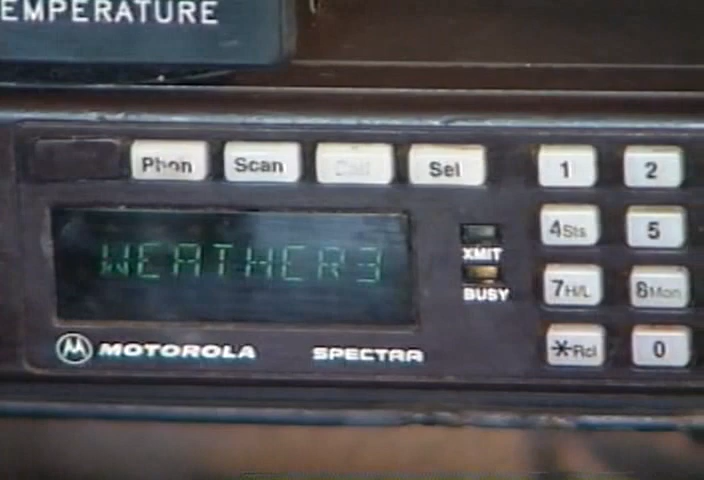 EMPERATURE
Phon Scan Call Sel 1 2
4Sts 5
WEATHER3
XMIT
BUSY
7H/L 8Mon
MOTOROLA SPECTRA
*Rcl 0